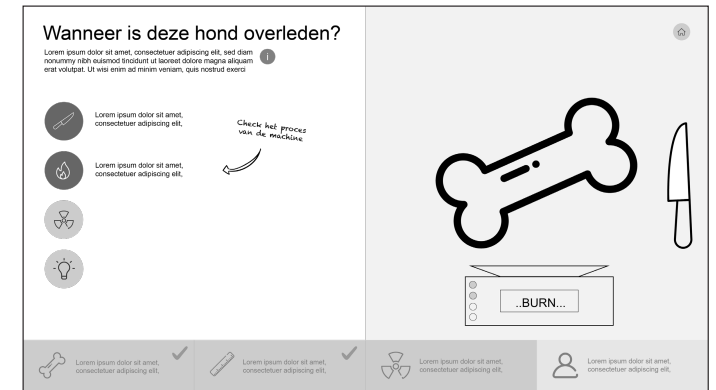 Wanneer is deze hond overleden?
Lorem ipsum dolor sit amet, consectetuer adipiscing elit, sed diam
nonummy nibh euismod tincidunt ut laoreet dolore magna aliquam
erat volutpat. Ut wisi enim ad minim veniam, quis nostrud exerci
i
Lorem ipsum dolor sit amet,
consectetuer adipiscing elit,
Check het proces
van de machine
Lorem ipsum dolor sit amet,
consectetuer adipiscing elit,
..BURN...
Lorem ipsum dolor sit amet,
consectetuer adipiscing elit,
Lorem ipsum dolor sit amet,
consectetuer adipiscing elit,
Lorem ipsum dolor sit amet,
consectetuer adipiscing elit,
Lorem ipsum dolor sit amet,
consectetuer adipiscing elit,